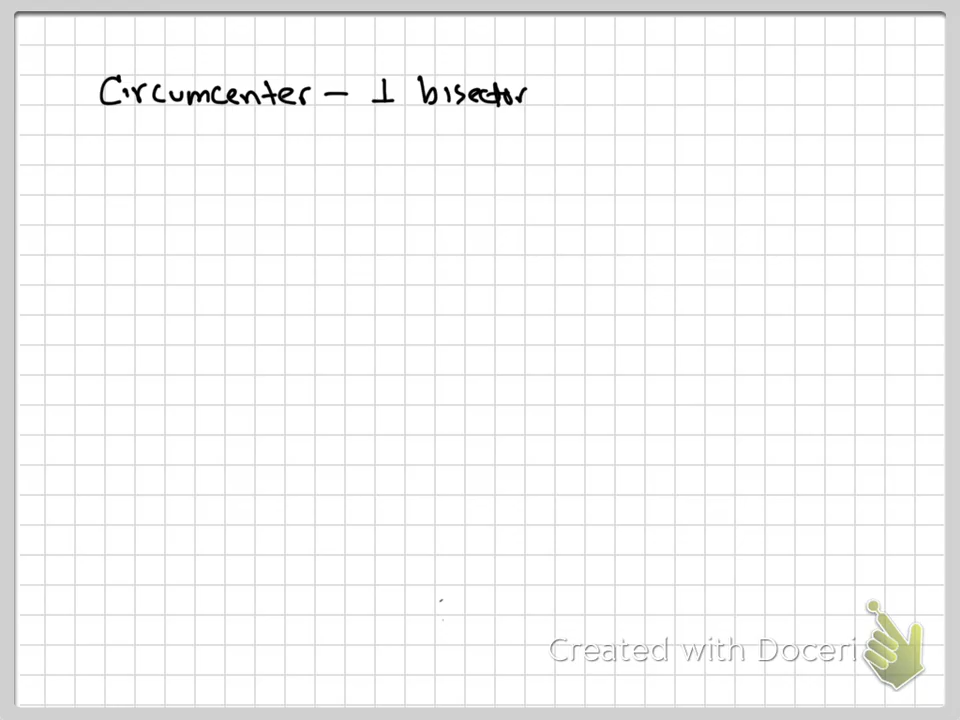 Circumcenter – ⊥ bisector
Created with Doceri